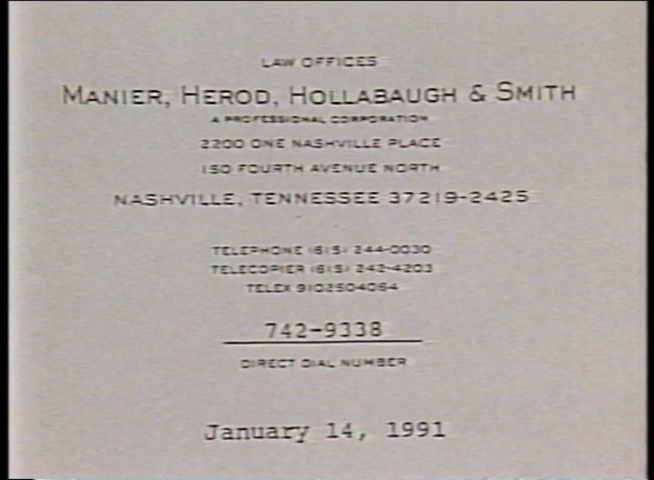 LAW OFFICES
MANIER, HEROD, HOLLABAUGH & SMITH
A PROFESSIONAL CORPORATION
2200 ONE NASHVILLE PLACE
150 FOURTH AVENUE NORTH
NASHVILLE, TENNESSEE 37219-2425
TELEPHONE (615) 244-0030
TELECOPIER (615) 242-4203
TELEX 9102504064
742-9338
DIRECT DIAL NUMBER
January 14, 1991